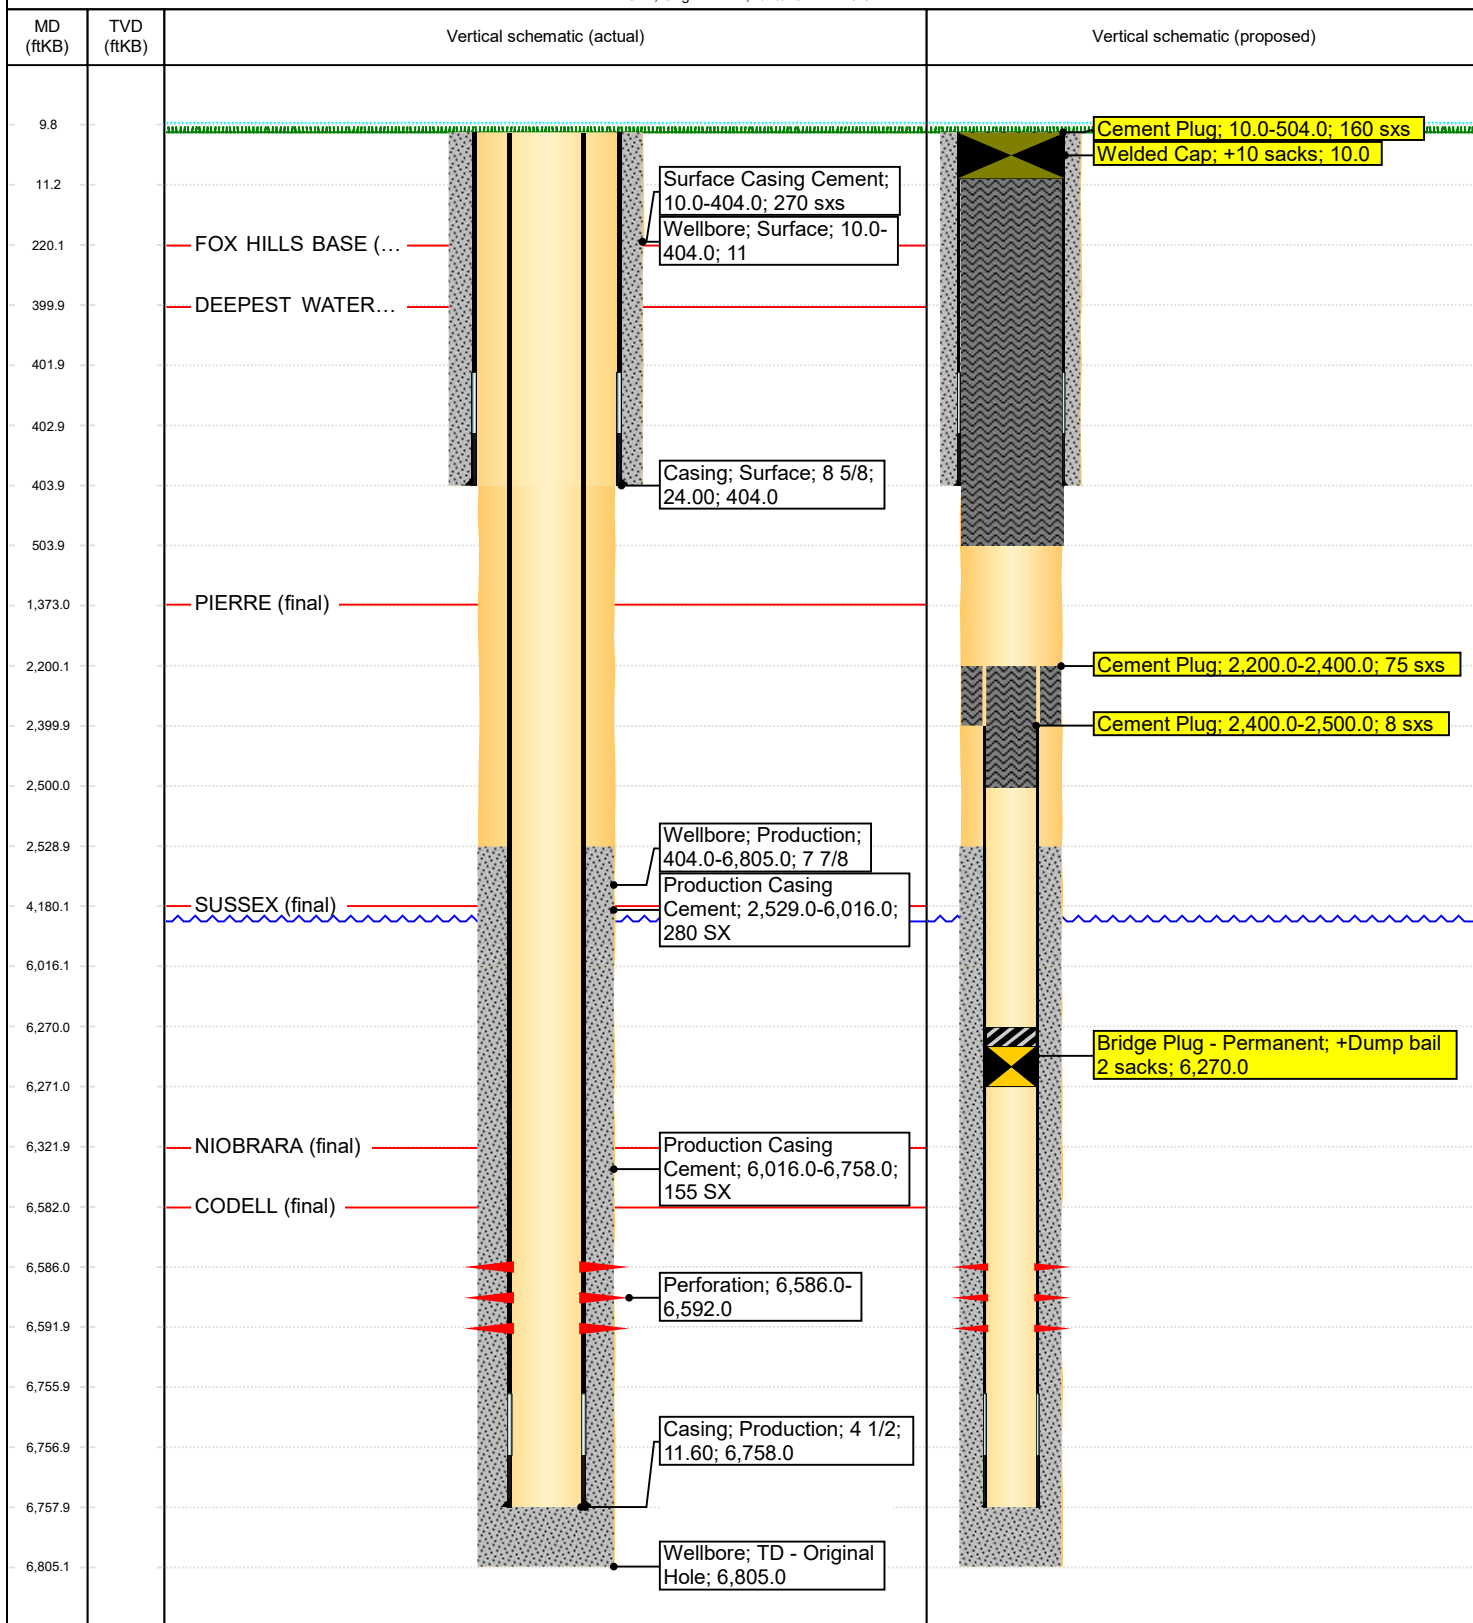 MD
(ftKB)
TVD
(ftKB)
Vertical schematic (actual)
Vertical schematic (proposed)
9.8
11.2
220.1
399.9
401.9
402.9
403.9
503.9
1,373.0
2,200.1
2,399.9
2,500.0
2,528.9
4,180.1
6,016.1
6,270.0
6,271.0
6,321.9
6,582.0
6,586.0
6,591.9
6,755.9
6,756.9
6,757.9
6,805.1
FOX HILLS BASE (...
DEEPEST WATER...
PIERRE (final)
SUSSEX (final)
NIOBRARA (final)
CODELL (final)
Surface Casing Cement;
10.0-404.0; 270 sxs
Wellbore; Surface; 10.0-
404.0; 11
Casing; Surface; 8 5/8;
24.00; 404.0
Wellbore; Production;
404.0-6,805.0; 7 7/8
Production Casing
Cement; 2,529.0-6,016.0;
280 SX
Production Casing
Cement; 6,016.0-6,758.0;
155 SX
Perforation; 6,586.0-
6,592.0
Casing; Production; 4 1/2;
11.60; 6,758.0
Wellbore; TD - Original
Hole; 6,805.0
Cement Plug; 10.0-504.0; 160 sxs
Welded Cap; +10 sacks; 10.0
Cement Plug; 2,200.0-2,400.0; 75 sxs
Cement Plug; 2,400.0-2,500.0; 8 sxs
Bridge Plug - Permanent; +Dump bail
2 sacks; 6,270.0